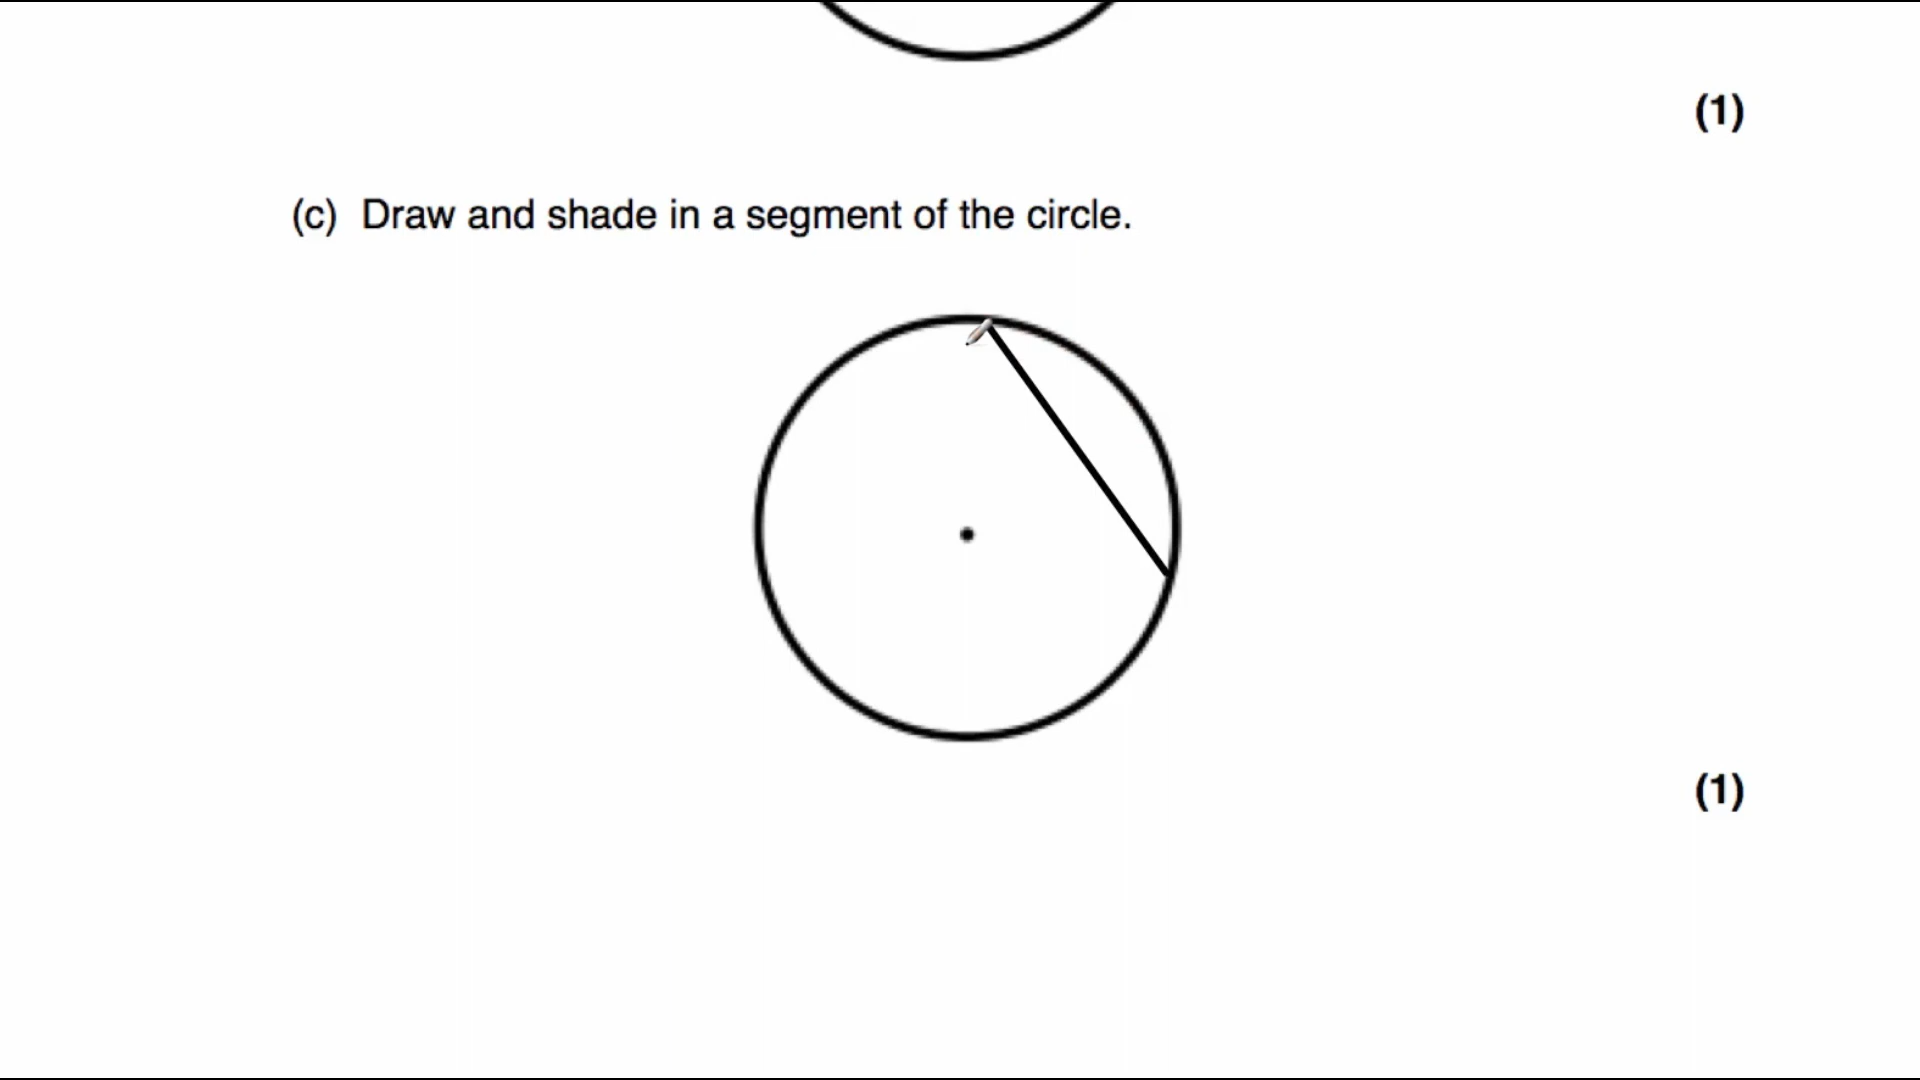 (1)
(c) Draw and shade in a segment of the circle.
(1)